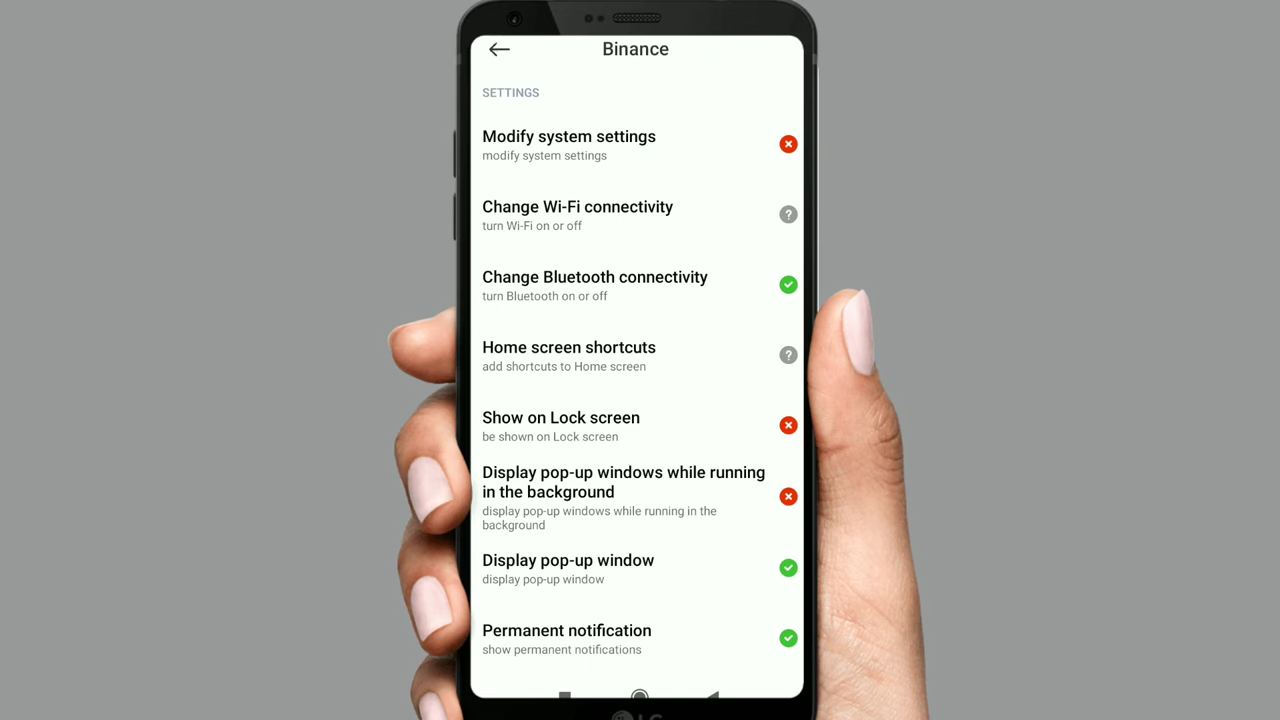 Binance
SETTINGS
Modify system settings
modify system settings
Change Wi-Fi connectivity
turn Wi-Fi on or off
Change Bluetooth connectivity
turn Bluetooth on or off
Home screen shortcuts
add shortcuts to Home screen
Show on Lock screen
be shown on Lock screen
Display pop-up windows while running
in the background
display pop-up windows while running in the
background
Display pop-up window
display pop-up window
Permanent notification
show permanent notifications
LG